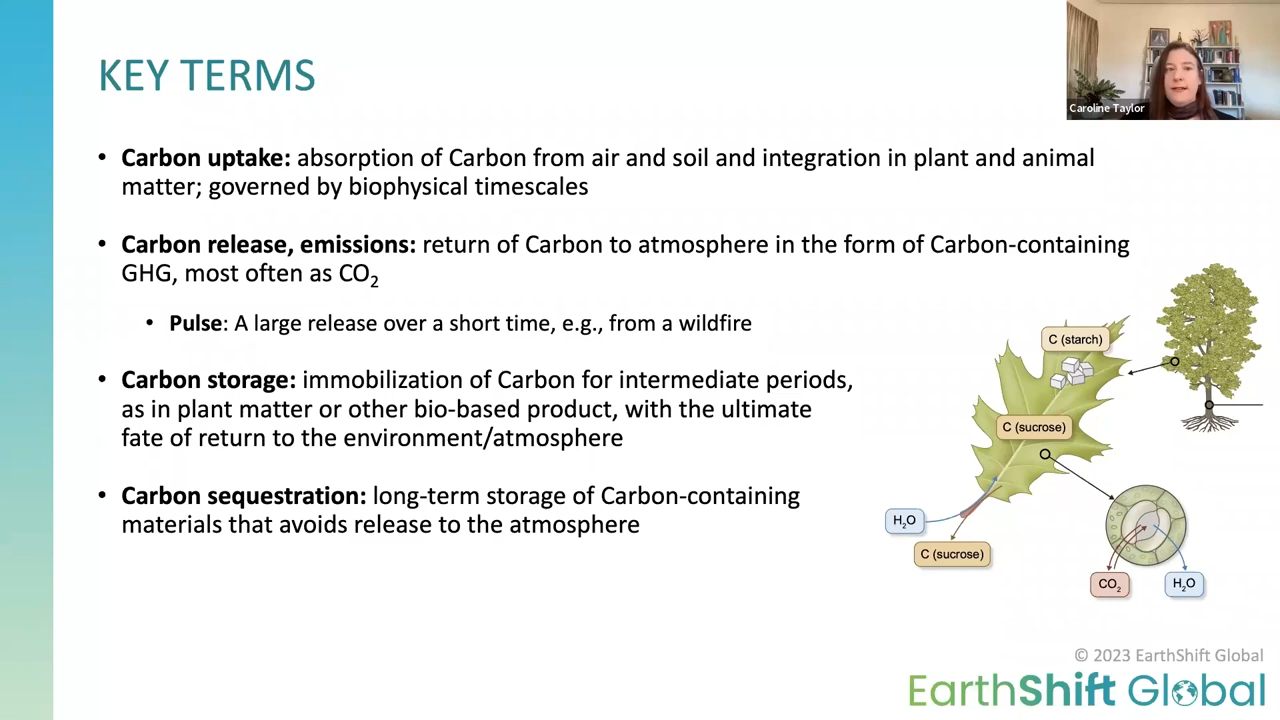 KEY TERMS
Caroline Taylor
• Carbon uptake: absorption of Carbon from air and soil and integration in plant and animal
matter; governed by biophysical timescales
• Carbon release, emissions: return of Carbon to atmosphere in the form of Carbon-containing
GHG, most often as CO₂
• Pulse: A large release over a short time, e.g., from a wildfire
• Carbon storage: immobilization of Carbon for intermediate periods,
as in plant matter or other bio-based product, with the ultimate
fate of return to the environment/atmosphere
• Carbon sequestration: long-term storage of Carbon-containing
materials that avoids release to the atmosphere
C (starch)
C (sucrose)
H₂O
C (sucrose)
CO₂
H₂O
© 2023 EarthShift Global
EarthShift Global